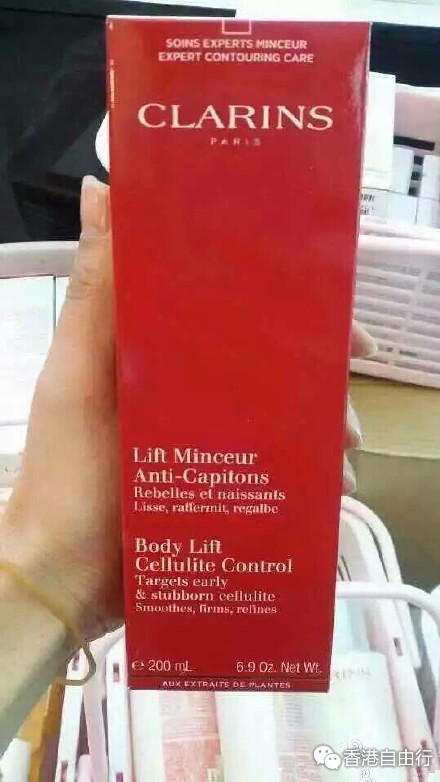 SOINS EXPERTS MINCEUR
EXPERT CONTOURING CARE
CLARINS
PARIS
Lift Minceur
Anti-Capitons
Rebelles et naissants
Lisse, raffermit, regalbe
Body Lift
Cellulite Control
Targets early
& stubborn cellulite
Smoothes, firms, refines
e 200 mL 6.9 Oz. Net Wt.
AUX EXTRAITS DE PLANTES
CLARINS
香港自由行